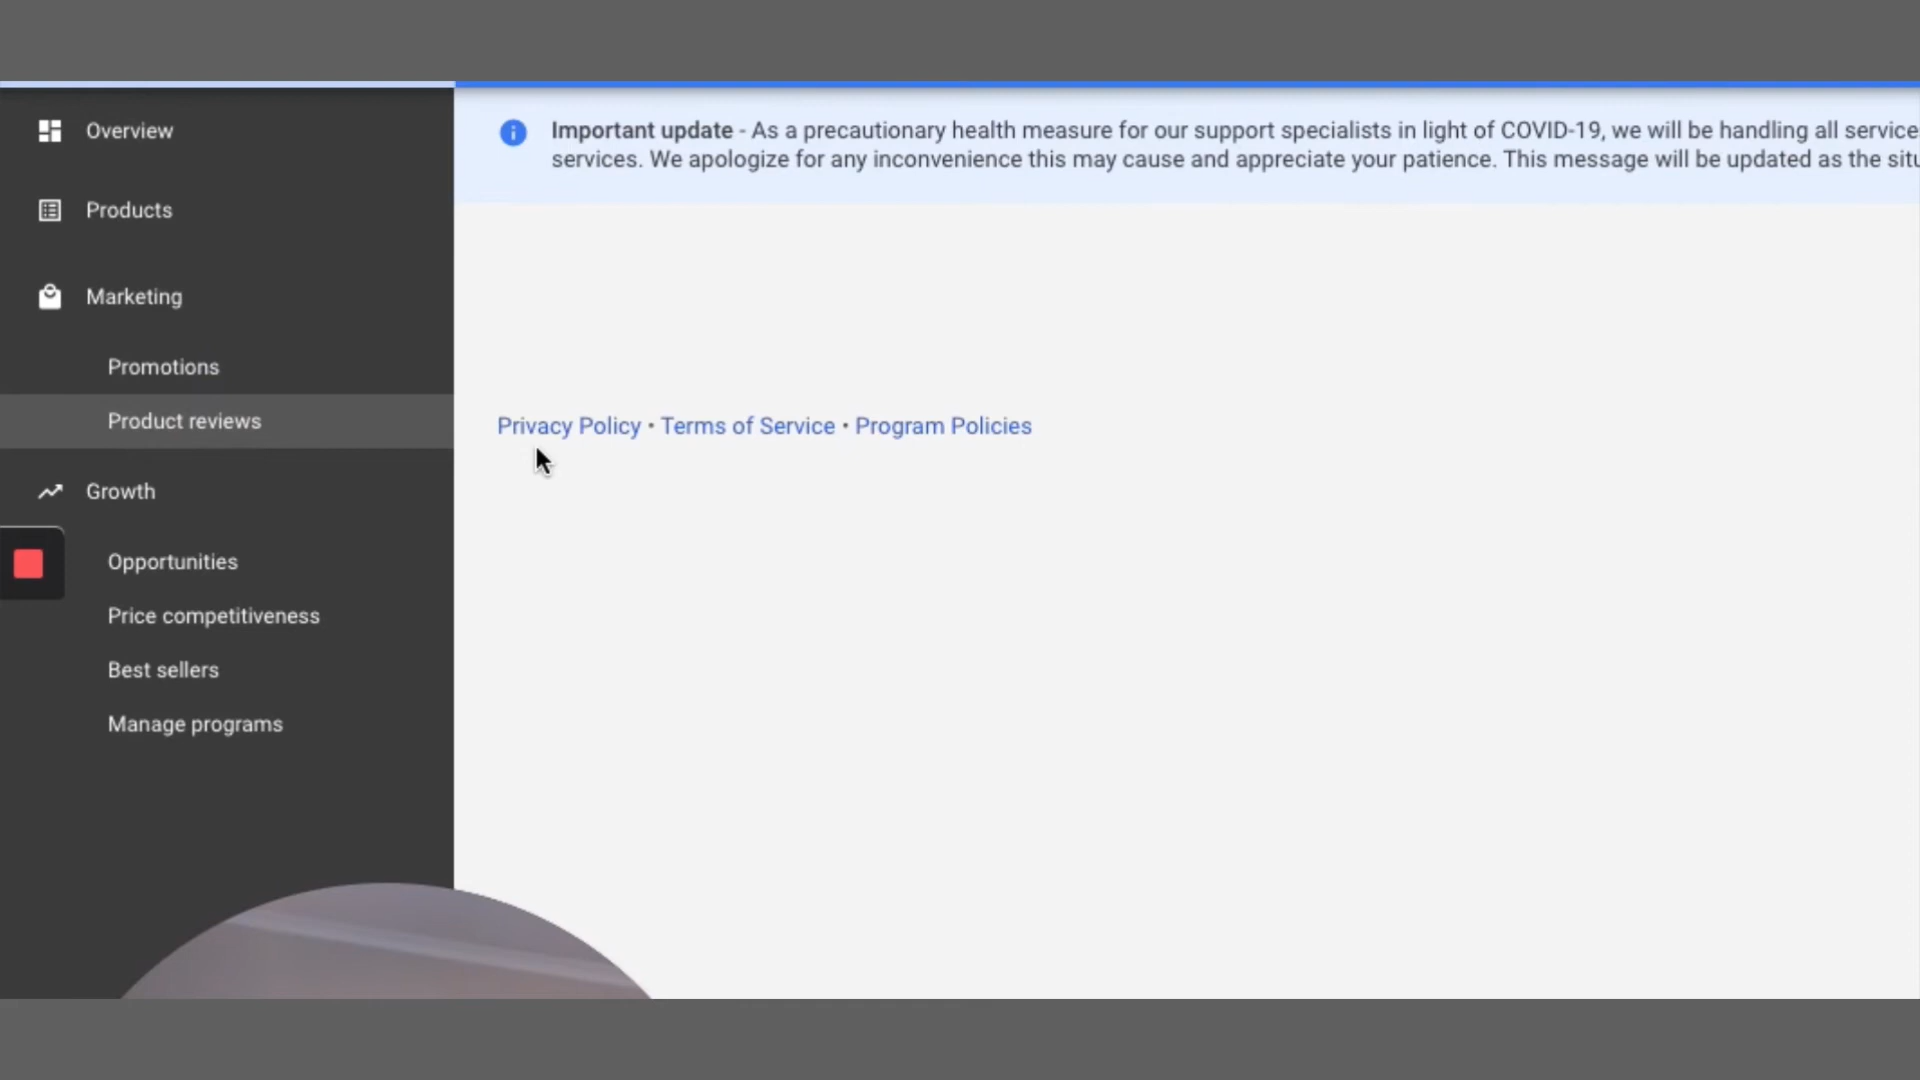 Overview
Products
Marketing
Promotions
Product reviews
Growth
Opportunities
Price competitiveness
Best sellers
Manage programs
Important update - As a precautionary health measure for our support specialists in light of COVID-19, we will be handling all service
services. We apologize for any inconvenience this may cause and appreciate your patience. This message will be updated as the
Privacy Policy • Terms of Service • Program Policies